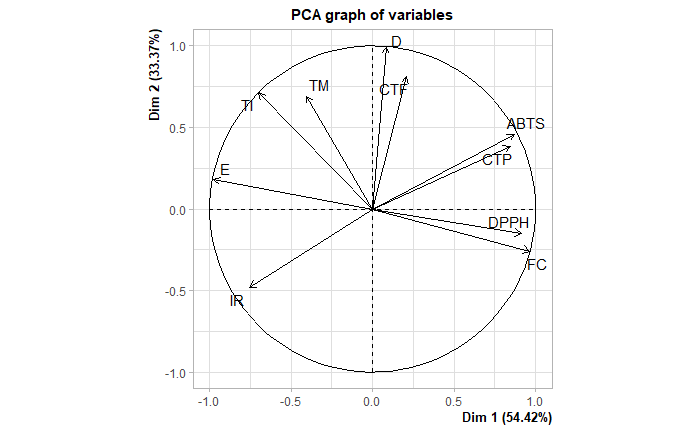 PCA graph of variables
Dim 2 (33.37%)
1.0
0.5
0.0
-0.5
-1.0
D
CTF
TM
TI
ABTS
CTP
E
DPPH
FC
IR
-1.0
-0.5
0.0
0.5
1.0
Dim 1 (54.42%)